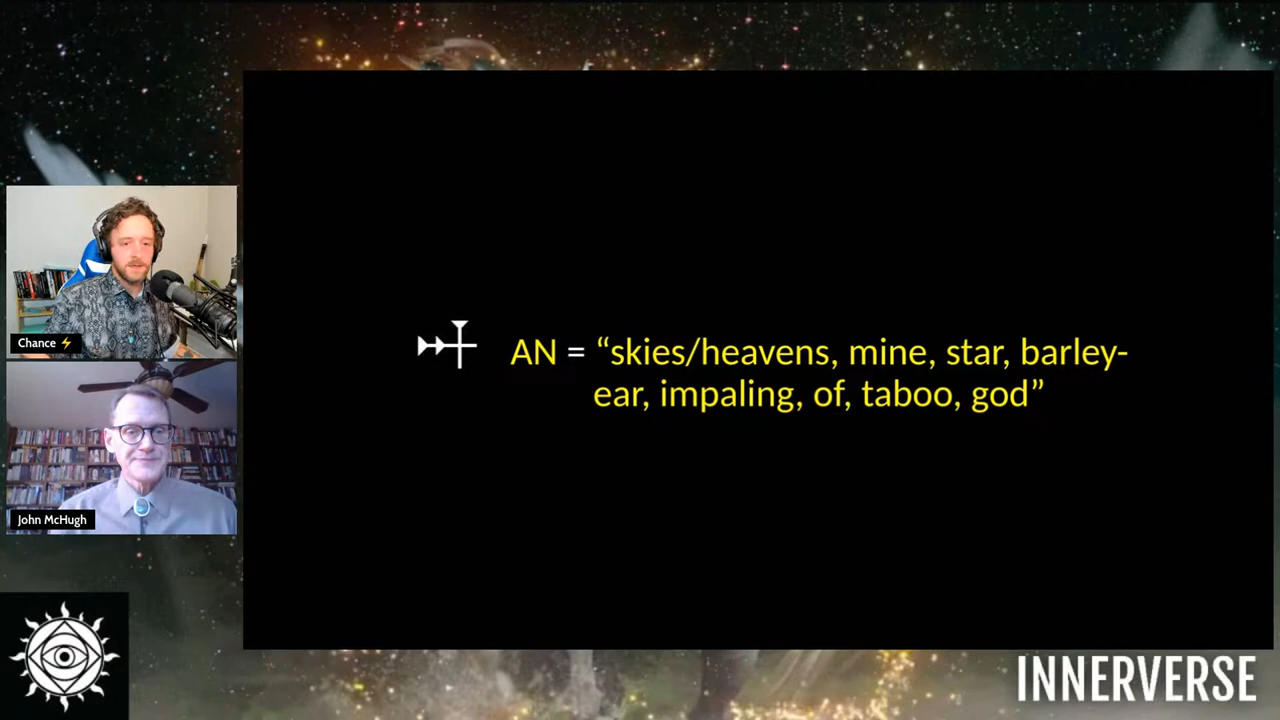 𒀭 AN = “skies/heavens, mine, star, barley-
ear, impaling, of, taboo, god”
Chance ⚡
John McHugh
INNERVERSE